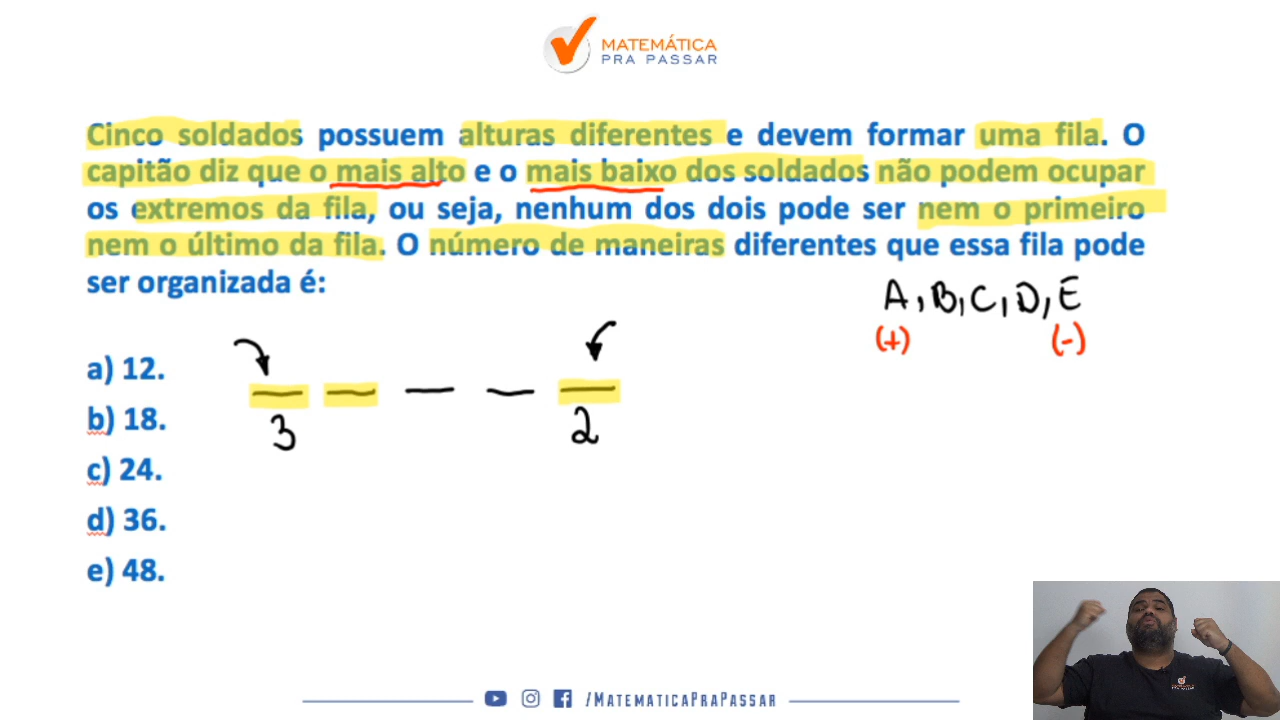 MATEMÁTICA
PRA PASSAR
Cinco soldados possuem alturas diferentes e devem formar uma fila. O
capitão diz que o mais alto e o mais baixo dos soldados não podem ocupar
os extremos da fila, ou seja, nenhum dos dois pode ser nem o primeiro
nem o último da fila. O número de maneiras diferentes que essa fila pode
ser organizada é:
A, B, C, D, E
(+) (-)
a) 12.
b) 18.
3 2
c) 24.
d) 36.
e) 48.
MATEMÁTICA
PRA PASSAR
/MATEMATICAPRAPASSAR